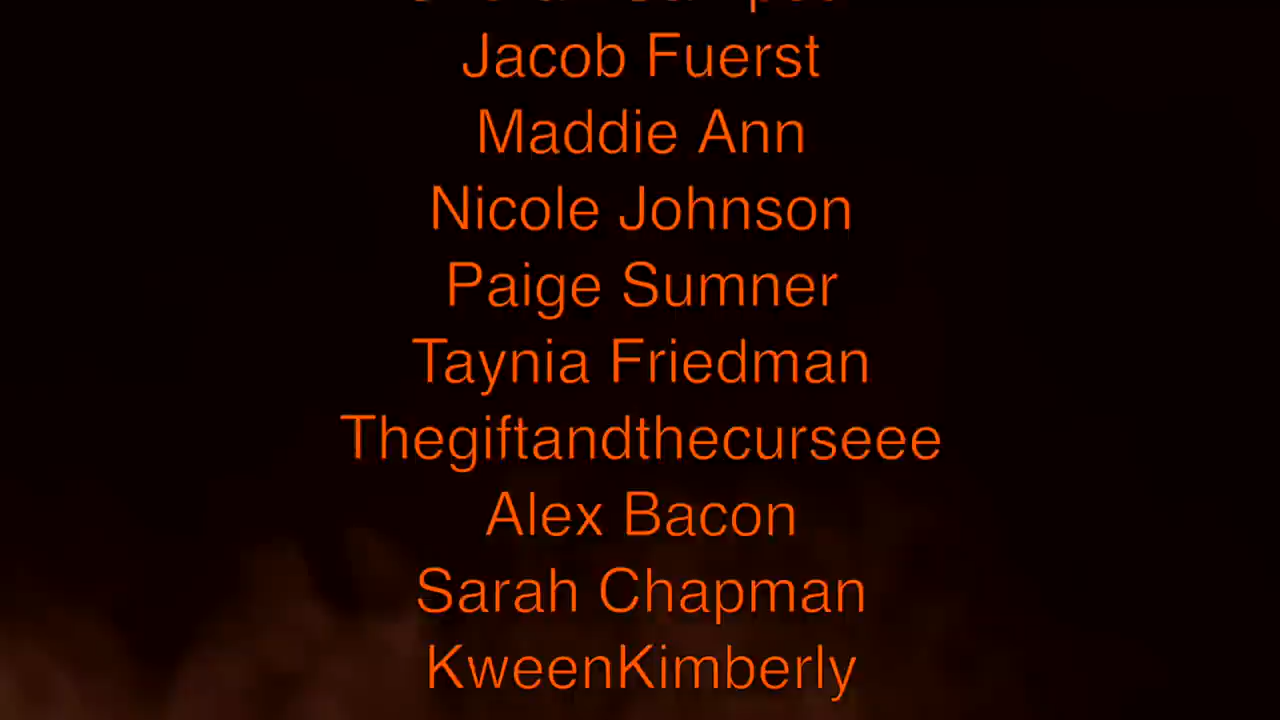 Jacob Fuerst
Maddie Ann
Nicole Johnson
Paige Sumner
Taynia Friedman
Thegiftandthecurseee
Alex Bacon
Sarah Chapman
KweenKimberly